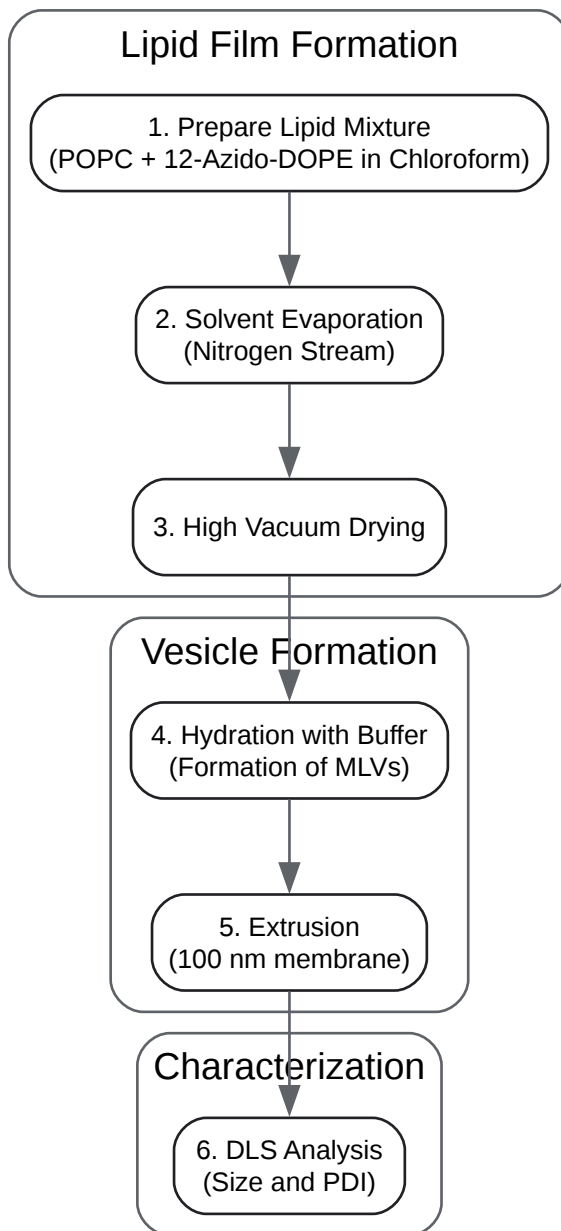 Lipid Film Formation
1. Prepare Lipid Mixture
(POPC + 12-Azido-DOPE in Chloroform)
2. Solvent Evaporation
(Nitrogen Stream)
3. High Vacuum Drying
Vesicle Formation
4. Hydration with Buffer
(Formation of MLVs)
5. Extrusion
(100 nm membrane)
Characterization
6. DLS Analysis
(Size and PDI)